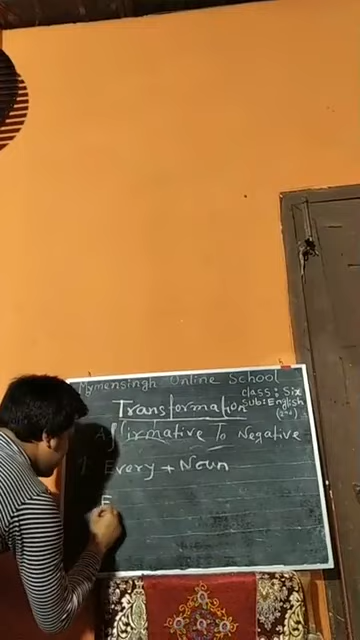 Mymensingh Online School
class : Six
Sub: English
(2nd)
Transformation
Affirmative To Negative
Every + Noun
E